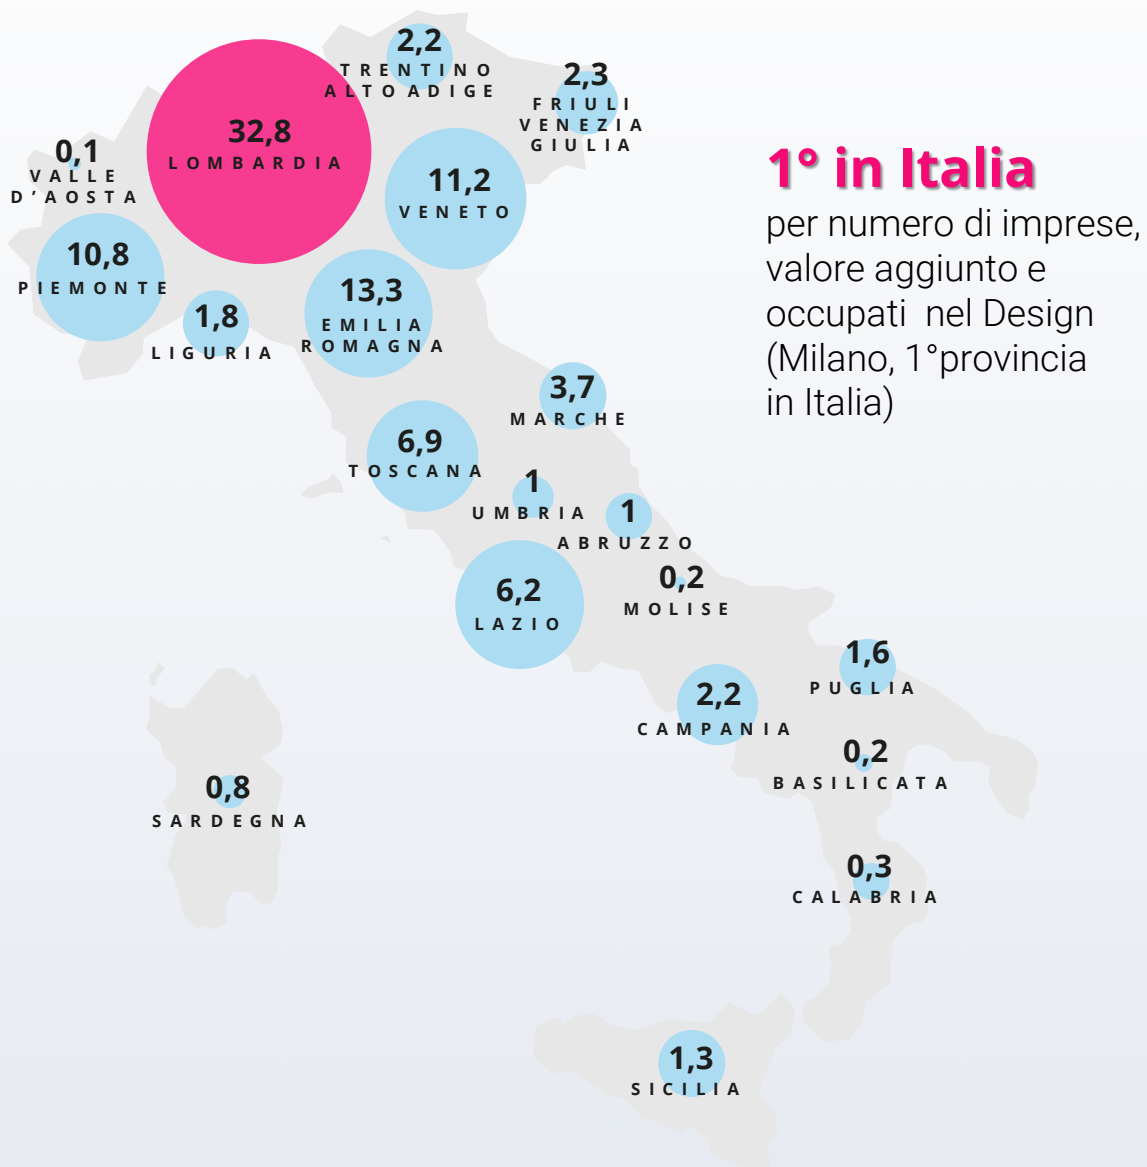 2,2
TRENTINO
ALTO ADIGE
2,3
FRIULI
VENEZIA
GIULIA
32,8
LOMBARDIA
0,1
VALLE
D’AOSTA
11,2
VENETO
10,8
PIEMONTE
1,8
LIGURIA
13,3
EMILIA
ROMAGNA
1° in Italia
per numero di imprese,
valore aggiunto e
occupati nel Design
(Milano, 1°provincia
in Italia)
3,7
MARCHE
6,9
TOSCANA
1
UMBRIA
1
ABRUZZO
6,2
LAZIO
0,2
MOLISE
1,6
PUGLIA
2,2
CAMPANIA
0,2
BASILICATA
0,8
SARDEGNA
0,3
CALABRIA
1,3
SICILIA